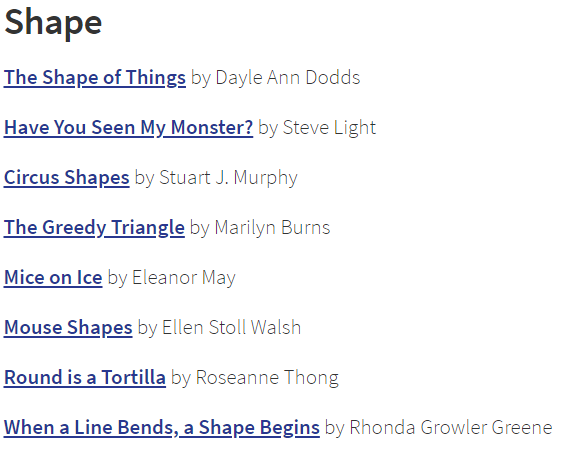 Shape
The Shape of Things by Dayle Ann Dodds
Have You Seen My Monster? by Steve Light
Circus Shapes by Stuart J. Murphy
The Greedy Triangle by Marilyn Burns
Mice on Ice by Eleanor May
Mouse Shapes by Ellen Stoll Walsh
Round is a Tortilla by Roseanne Thong
When a Line Bends, a Shape Begins by Rhonda Growler Greene